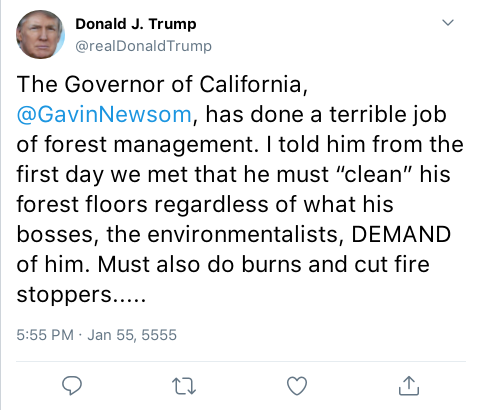 Donald J. Trump
@realDonaldTrump
The Governor of California,
@GavinNewsom, has done a terrible job
of forest management. I told him from the
first day we met that he must “clean” his
forest floors regardless of what his
bosses, the environmentalists, DEMAND
of him. Must also do burns and cut fire
stoppers.....
5:55 PM · Jan 55, 5555